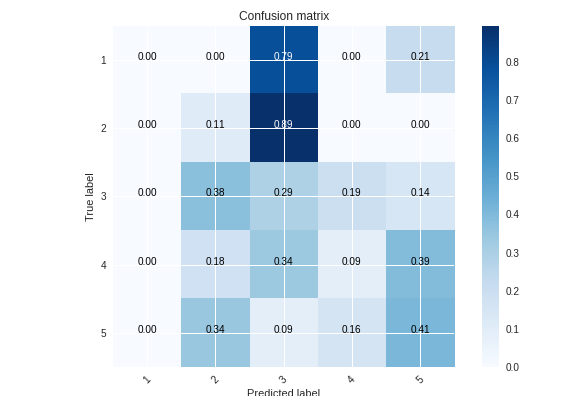 Confusion matrix
1 0.00 0.00 0.79 0.00 0.21
2 0.00 0.11 0.89 0.00 0.00
3 0.00 0.38 0.29 0.19 0.14
4 0.00 0.18 0.34 0.09 0.39
5 0.00 0.34 0.09 0.16 0.41
True label
1 2 3 4 5
Predicted label
0.8
0.7
0.6
0.5
0.4
0.3
0.2
0.1
0.0